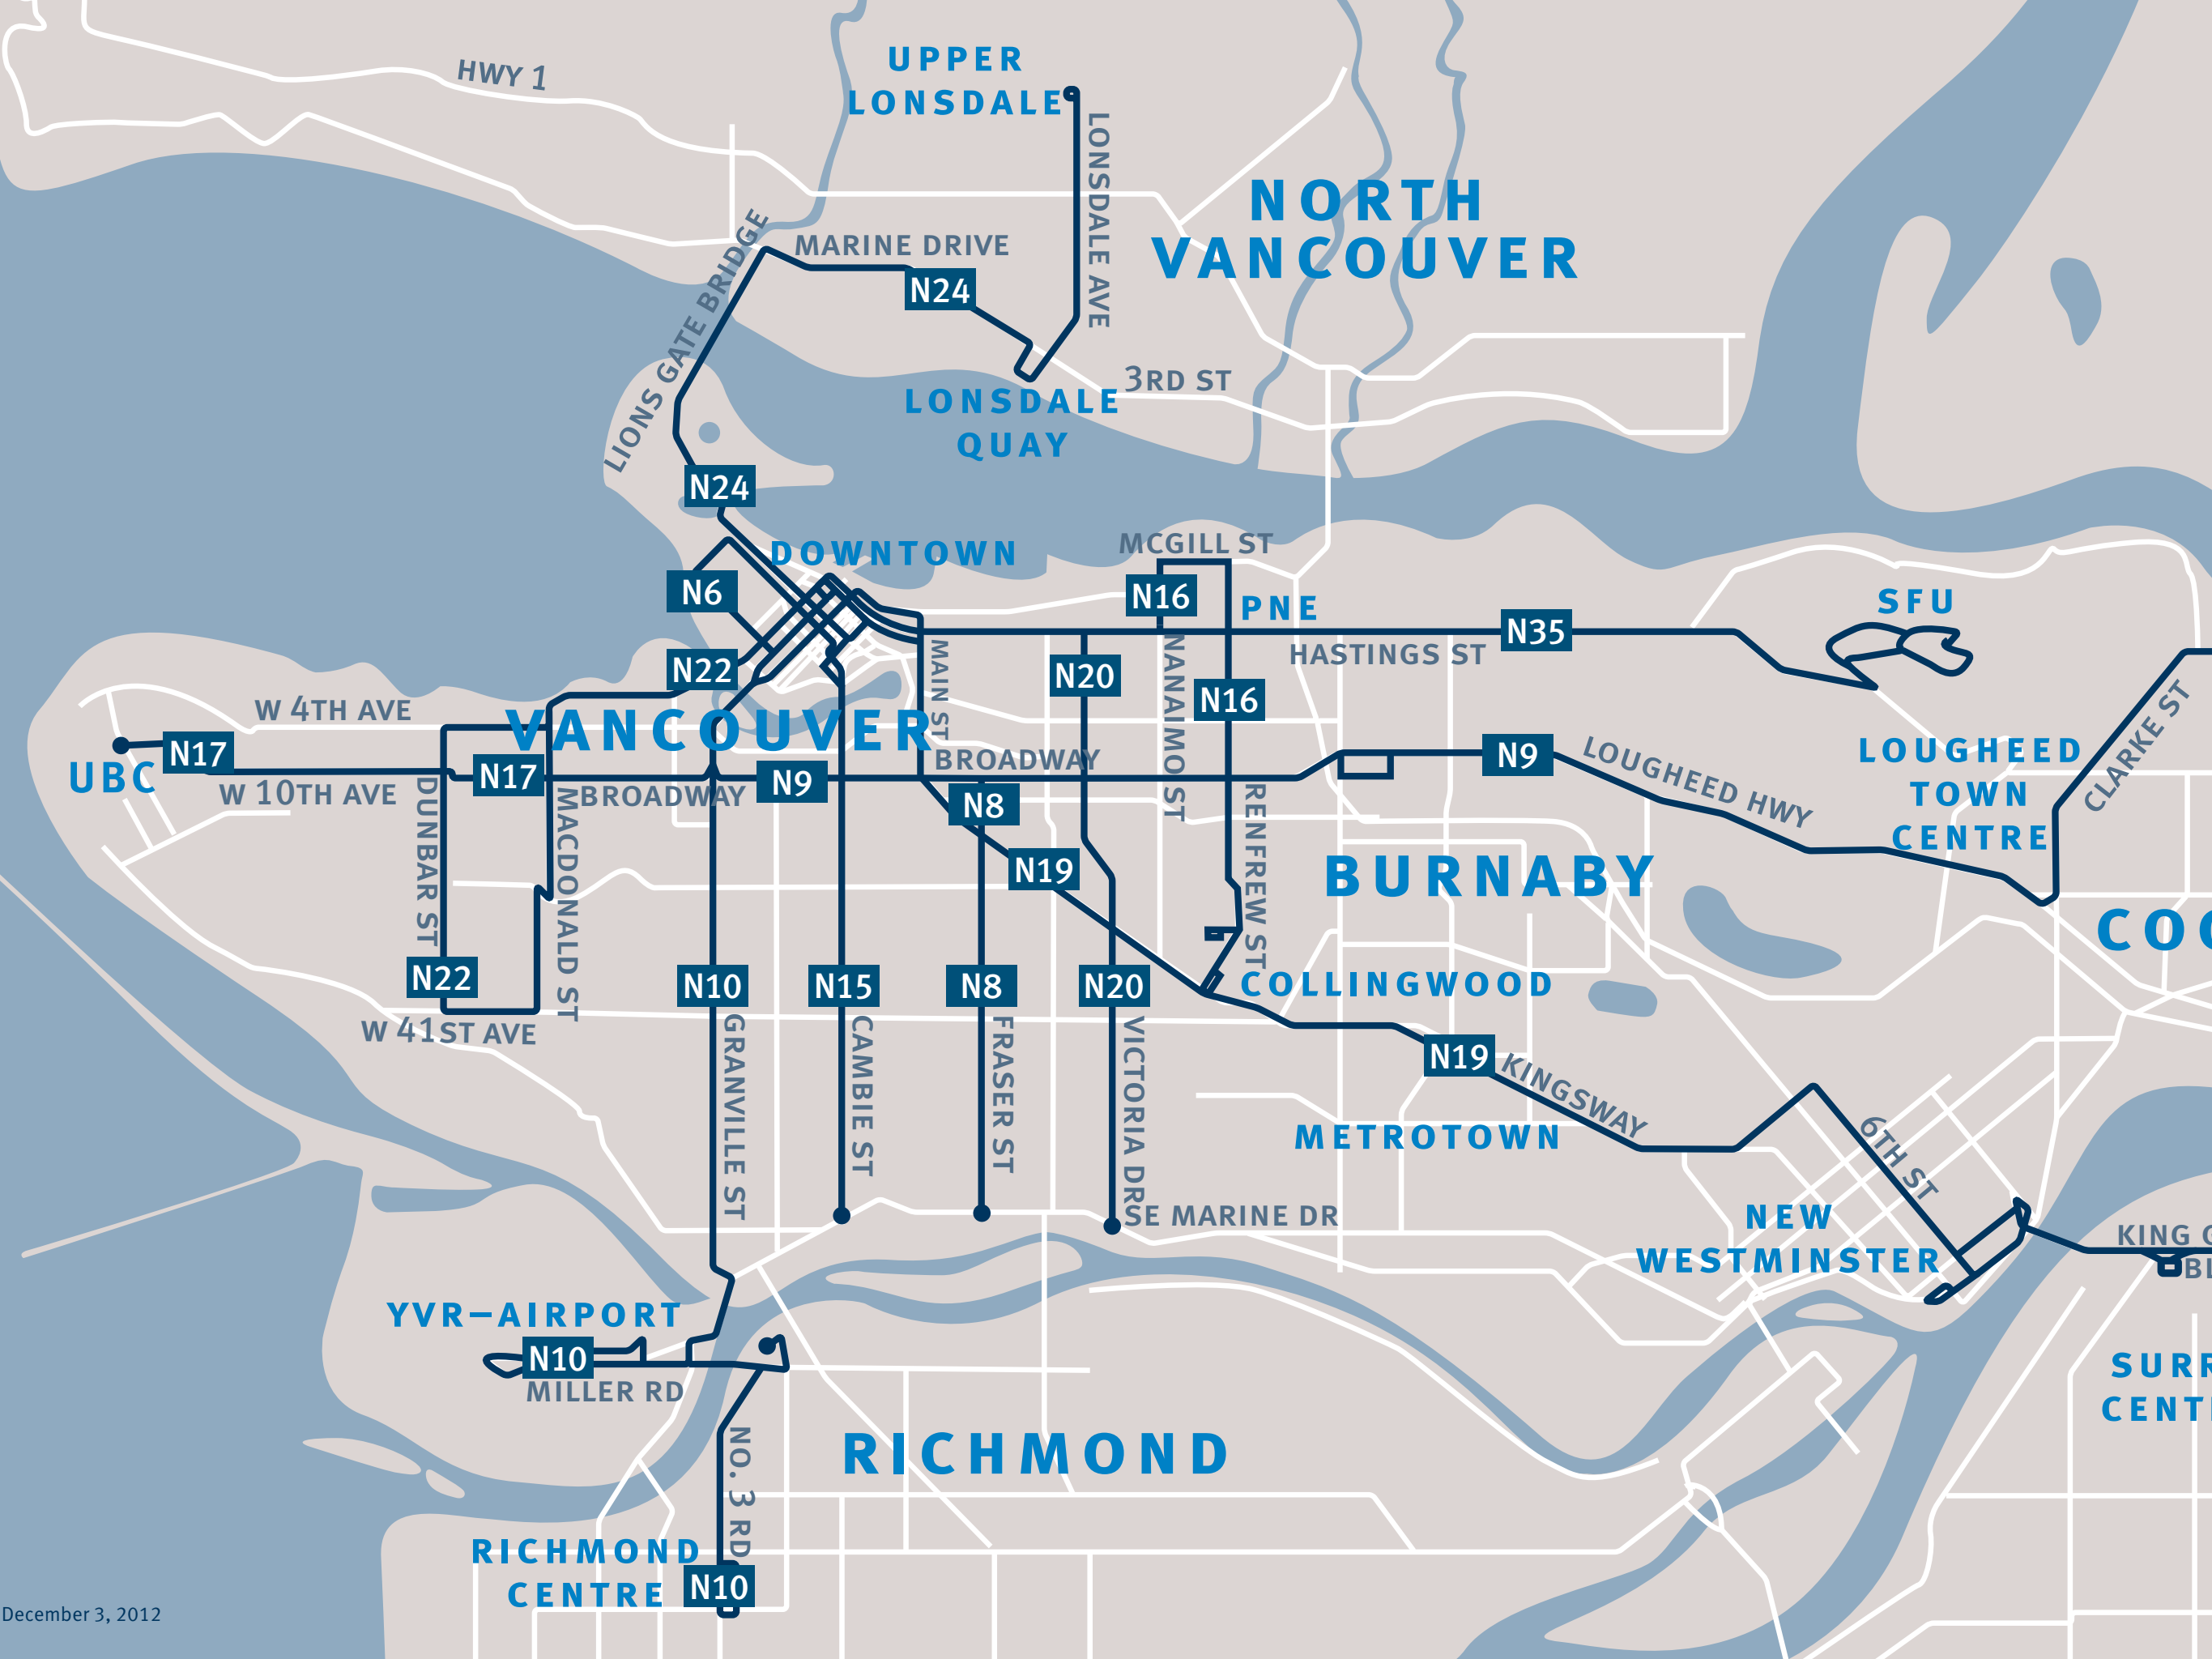 HWY 1
UPPER
LONSDALE
LONSDALE AVE
NORTH
VANCOUVER
LIONS GATE BRIDGE
MARINE DRIVE
N24
3RD ST
LONSDALE
QUAY
N24
DOWNTOWN
MCGILL ST
N6
N16
PNE
SFU
N35
HASTINGS ST
MAIN ST
NANAIMO ST
N22
N20
N16
W 4TH AVE
VANCOUVER
CLARKE ST
UBC
N17
W 10TH AVE
N17
BROADWAY
N9
BROADWAY
N8
N9
LOUGHEED HWY
LOUGHEED
TOWN
CENTRE
DUNBAR ST
MACDONALD ST
RENFREW ST
N19
BURNABY
COQ
N22
N10
N15
N8
N20
COLLINGWOOD
W 41ST AVE
GRANVILLE ST
CAMBIE ST
FRASER ST
VICTORIA DR
N19
KINGSWAY
METROTOWN
6TH ST
SE MARINE DR
NEW
WESTMINSTER
KING G
BL
YVR–AIRPORT
N10
MILLER RD
SURR
CENT
NO. 3 RD
RICHMOND
RICHMOND
CENTRE
N10
December 3, 2012